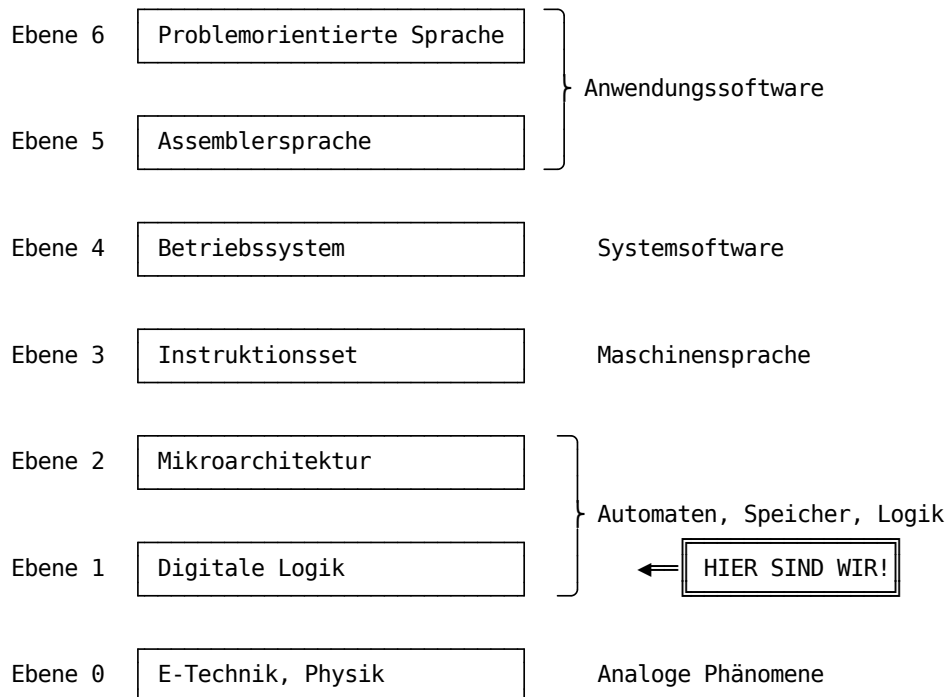 Ebene 6 Problemorientierte Sprache
Anwendungssoftware
Ebene 5 Assemblersprache
Ebene 4 Betriebssystem Systemsoftware
Ebene 3 Instruktionsset Maschinensprache
Ebene 2 Mikroarchitektur
Automaten, Speicher, Logik
Ebene 1 Digitale Logik HIER SIND WIR!
Ebene 0 E-Technik, Physik Analoge Phänomene